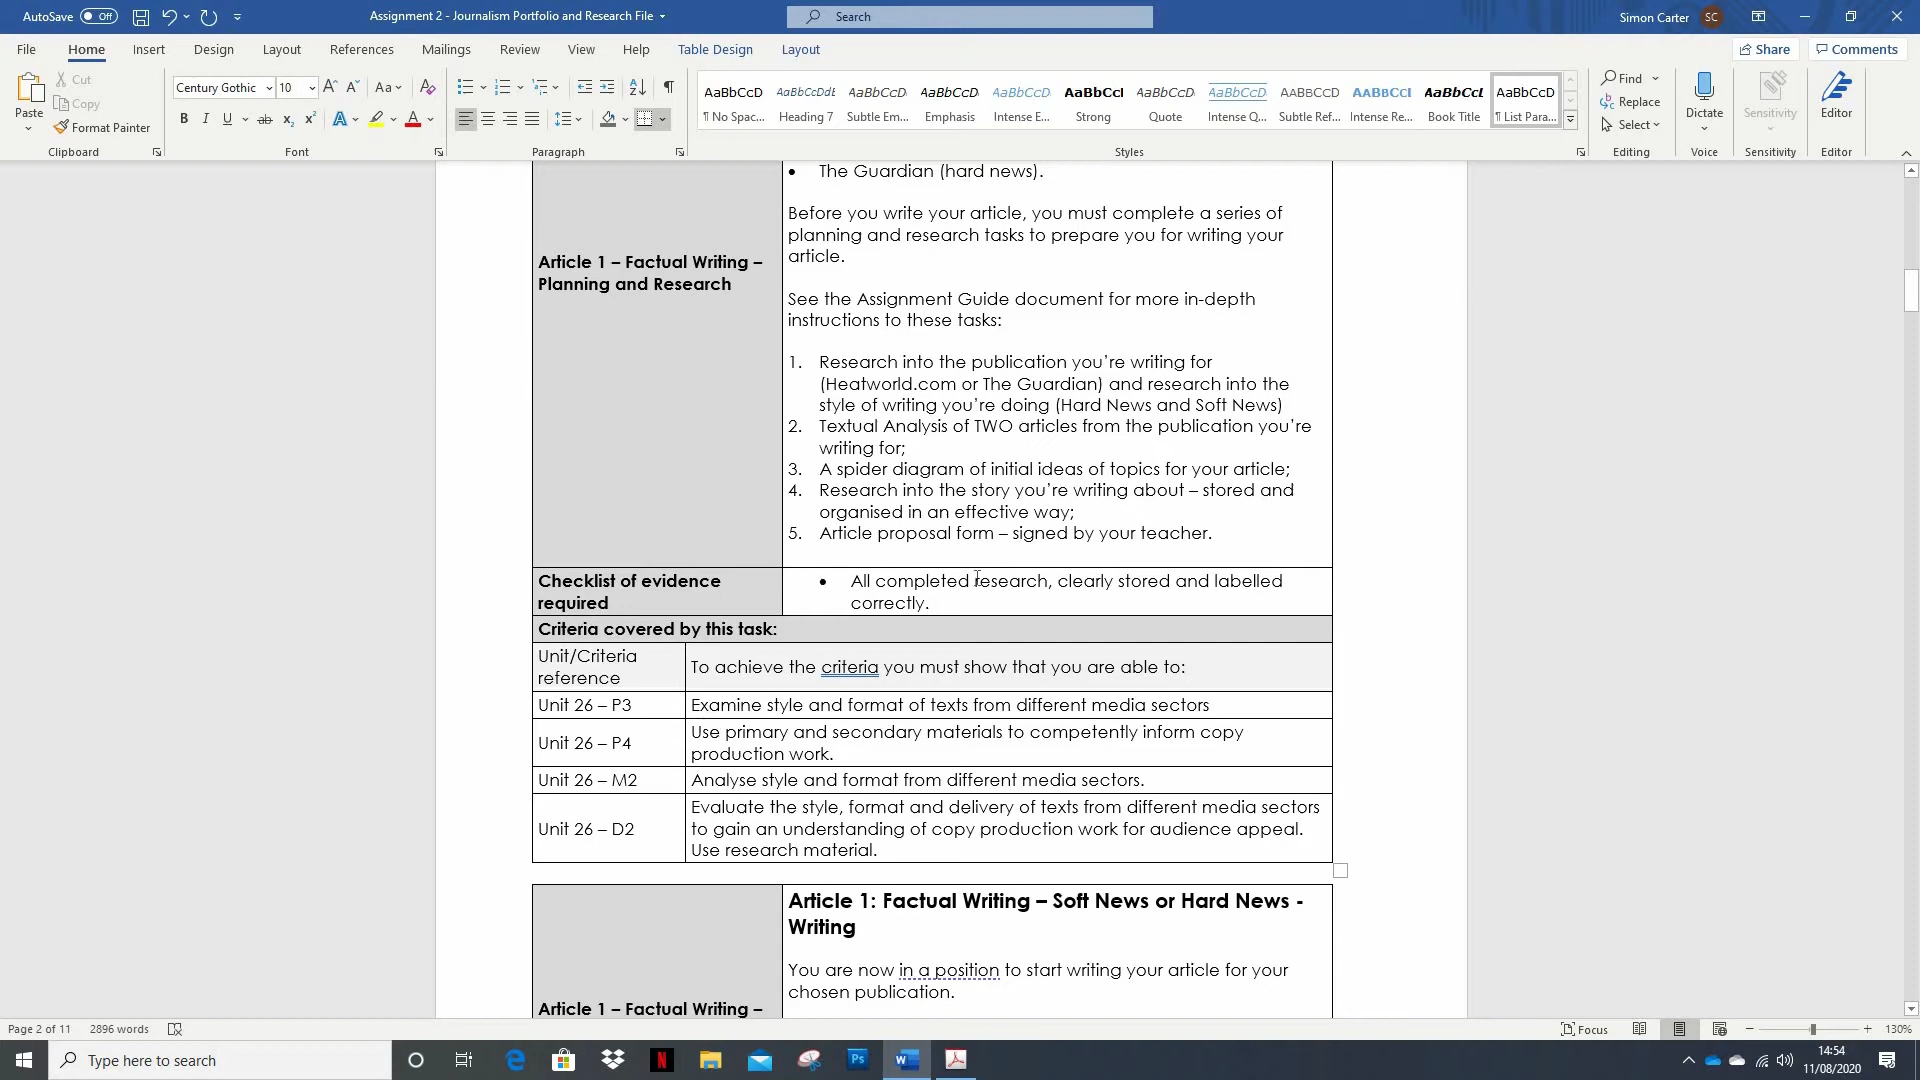 AutoSave Off
Assignment 2 - Journalism Portfolio and Research File
Search
Simon Carter SC
File Home Insert Design Layout References Mailings Review View Help Table Design Layout
Share Comments
Paste
Cut
Copy
Format Painter
Clipboard
Century Gothic 10
Font
Paragraph
AaBbCcD AaBbCcDdE AaBbCcD AaBbCcD AaBbCcD AaBbCcI AaBbCcD AaBbCcD AABBCCD AABBCCI AaBbCcL AaBbCcD
¶ No Spac... Heading 7 Subtle Em... Emphasis Intense E... Strong Quote Intense Q... Subtle Ref... Intense Re... Book Title ¶ List Para...
Styles
Find
Replace
Select
Editing
Dictate
Voice
Sensitivity
Sensitivity
Editor
Editor
• The Guardian (hard news).
Before you write your article, you must complete a series of
planning and research tasks to prepare you for writing your
article.
Article 1 – Factual Writing –
Planning and Research
See the Assignment Guide document for more in-depth
instructions to these tasks:
1. Research into the publication you're writing for
(Heatworld.com or The Guardian) and research into the
style of writing you're doing (Hard News and Soft News)
2. Textual Analysis of TWO articles from the publication you're
writing for;
3. A spider diagram of initial ideas of topics for your article;
4. Research into the story you're writing about – stored and
organised in an effective way;
5. Article proposal form – signed by your teacher.
Checklist of evidence
required
• All completed research, clearly stored and labelled
correctly.
Criteria covered by this task:
Unit/Criteria
reference
To achieve the criteria you must show that you are able to:
Unit 26 – P3
Examine style and format of texts from different media sectors
Unit 26 – P4
Use primary and secondary materials to competently inform copy
production work.
Unit 26 – M2
Analyse style and format from different media sectors.
Unit 26 – D2
Evaluate the style, format and delivery of texts from different media sectors
to gain an understanding of copy production work for audience appeal.
Use research material.
Article 1: Factual Writing – Soft News or Hard News -
Writing
You are now in a position to start writing your article for your
chosen publication.
Article 1 – Factual Writing –
Page 2 of 11 2896 words
Focus
130%
Type here to search
Ps
14:54
11/08/2020